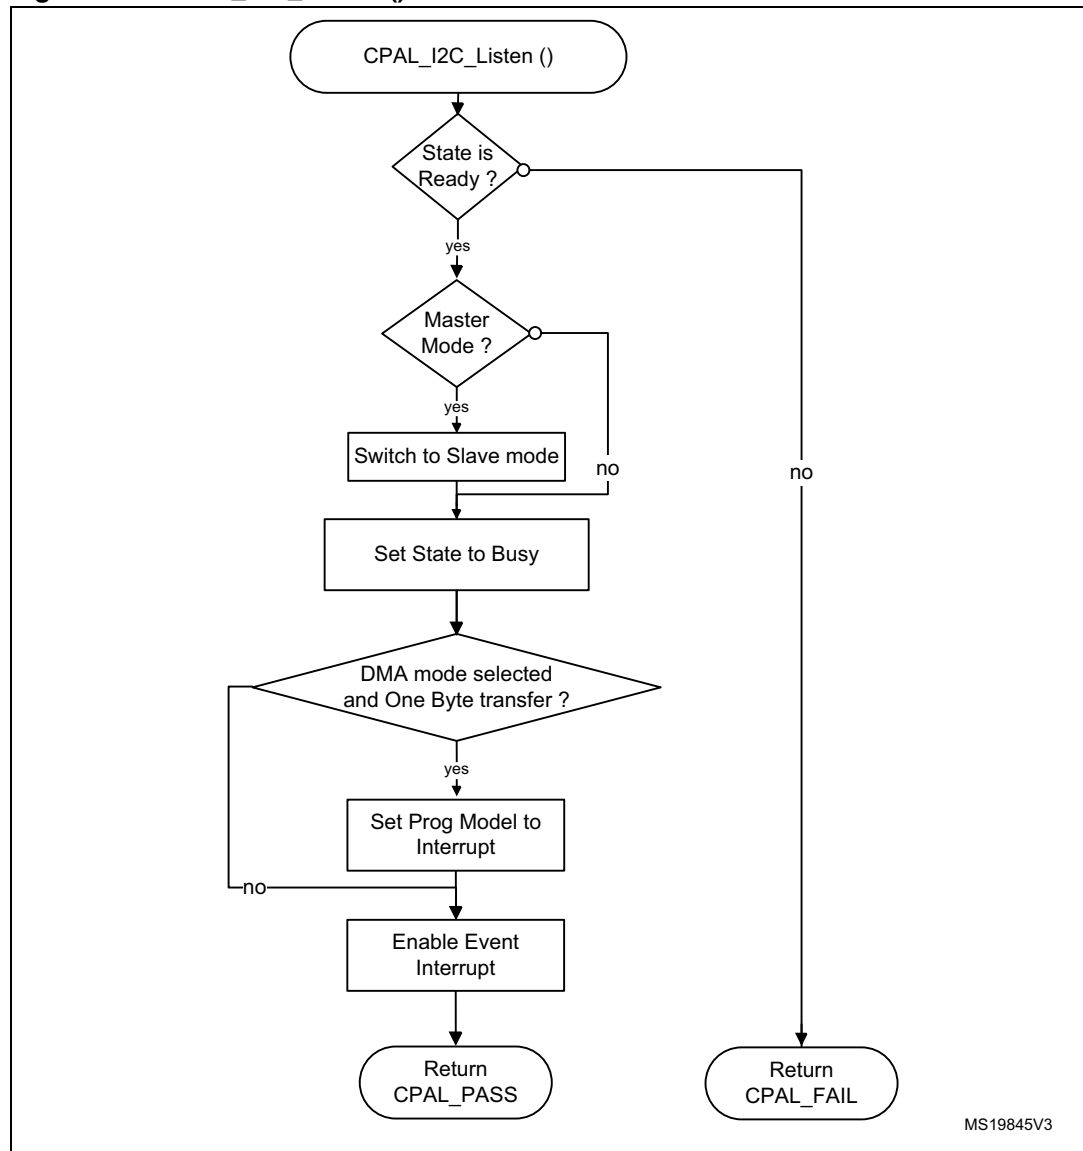 CPAL_I2C_Listen ()
State is
Ready ?
yes
Master
Mode ?
yes
Switch to Slave mode
no
no
Set State to Busy
DMA mode selected
and One Byte transfer ?
yes
Set Prog Model to
Interrupt
no
Enable Event
Interrupt
Return
CPAL_PASS
Return
CPAL_FAIL
MS19845V3